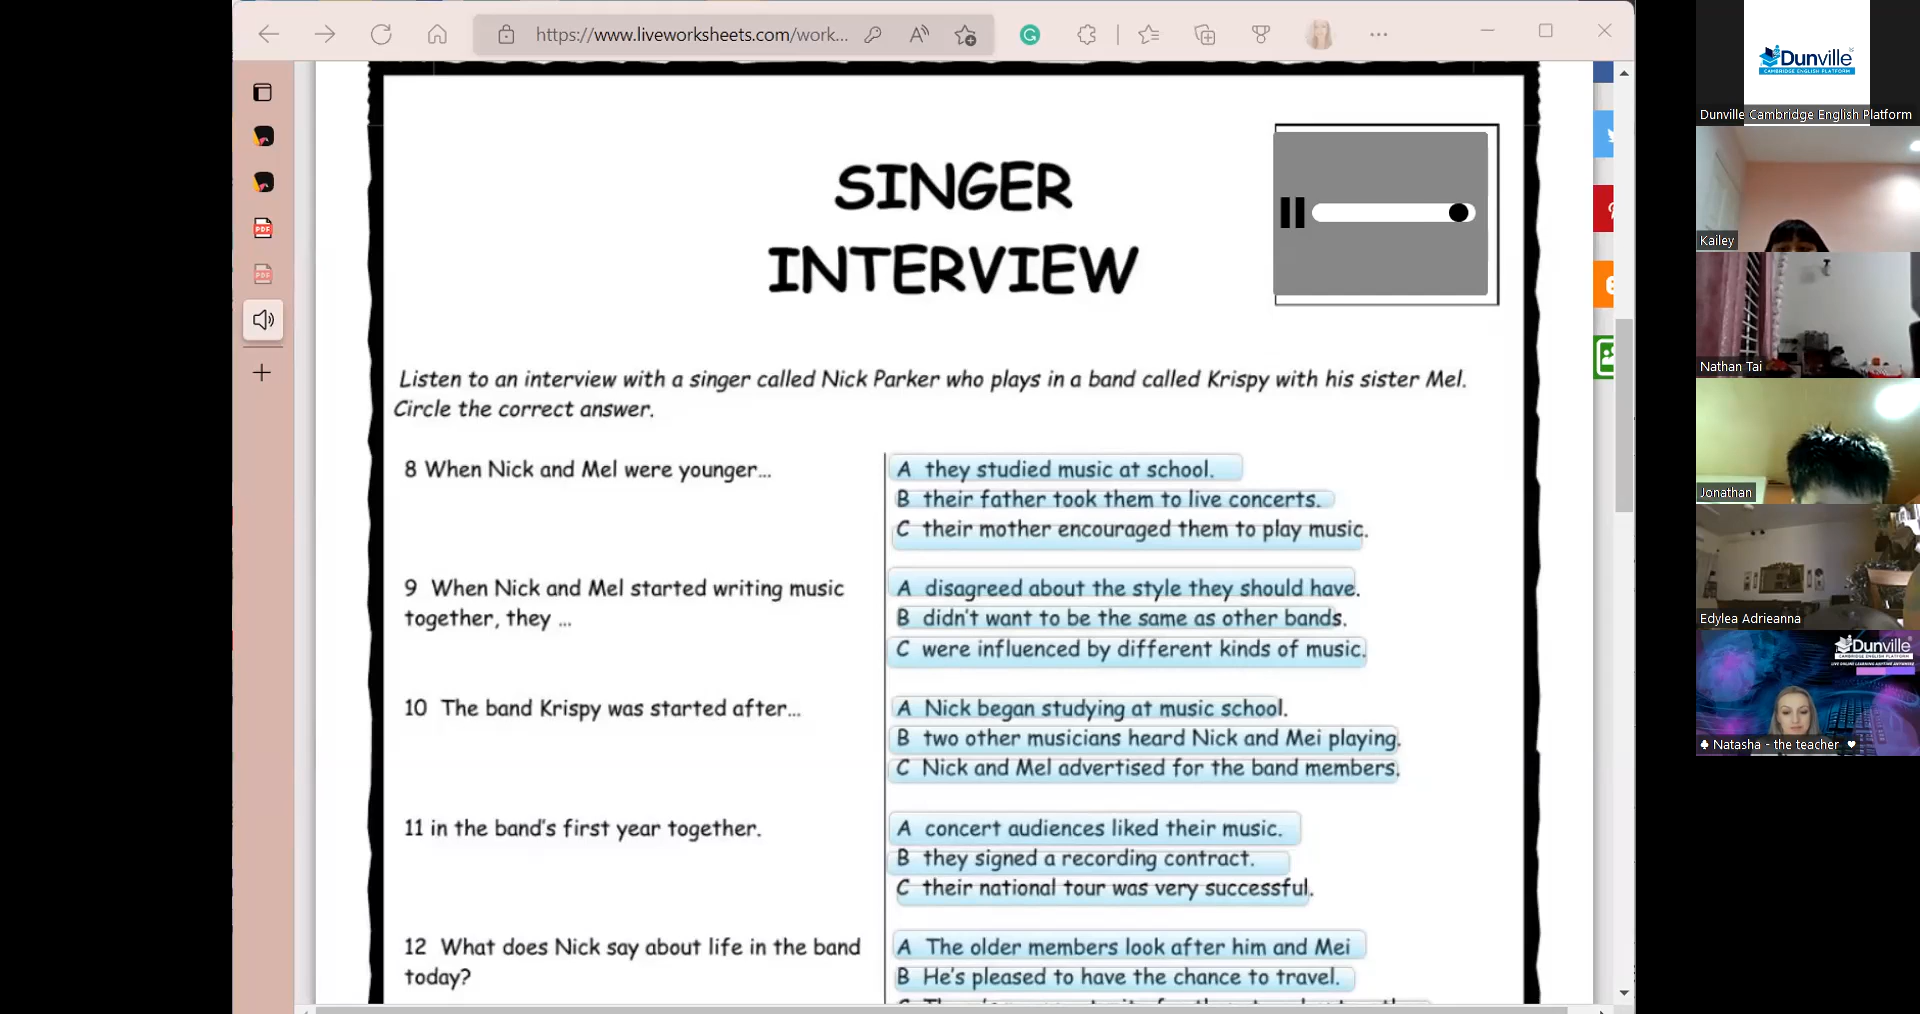 https://www.liveworksheets.com/work...
SINGER
INTERVIEW
Listen to an interview with a singer called Nick Parker who plays in a band called Krispy with his sister Mel.
Circle the correct answer.
8 When Nick and Mel were younger...
A they studied music at school.
B their father took them to live concerts.
C their mother encouraged them to play music.
9 When Nick and Mel started writing music
together, they ...
A disagreed about the style they should have.
B didn't want to be the same as other bands.
C were influenced by different kinds of music.
10 The band Krispy was started after...
A Nick began studying at music school.
B two other musicians heard Nick and Mei playing.
C Nick and Mel advertised for the band members.
11 in the band's first year together.
A concert audiences liked their music.
B they signed a recording contract.
C their national tour was very successful.
12 What does Nick say about life in the band
today?
A The older members look after him and Mei
B He's pleased to have the chance to travel.
PDF
PDF
Dunville
CAMBRIDGE ENGLISH PLATFORM
Dunville Cambridge English Platform
Kailey
Nathan Tai
Jonathan
Edylea Adrieanna
Dunville
CAMBRIDGE ENGLISH PLATFORM
Natasha - the teacher